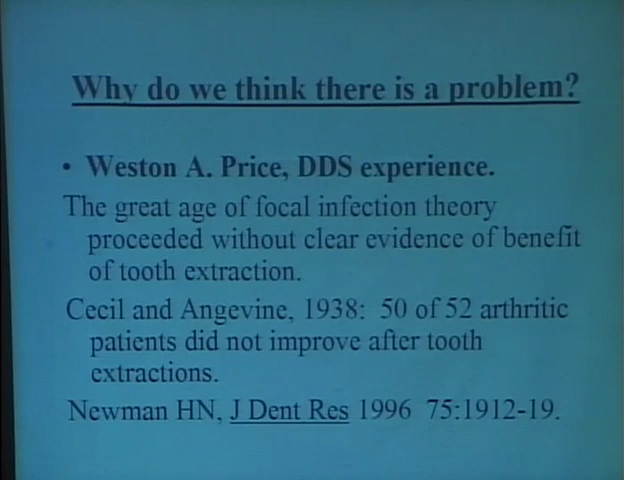 Why do we think there is a problem?
• Weston A. Price, DDS experience.
The great age of focal infection theory
proceeded without clear evidence of benefit
of tooth extraction.
Cecil and Angevine, 1938: 50 of 52 arthritic
patients did not improve after tooth
extractions.
Newman HN, J Dent Res 1996 75:1912-19.